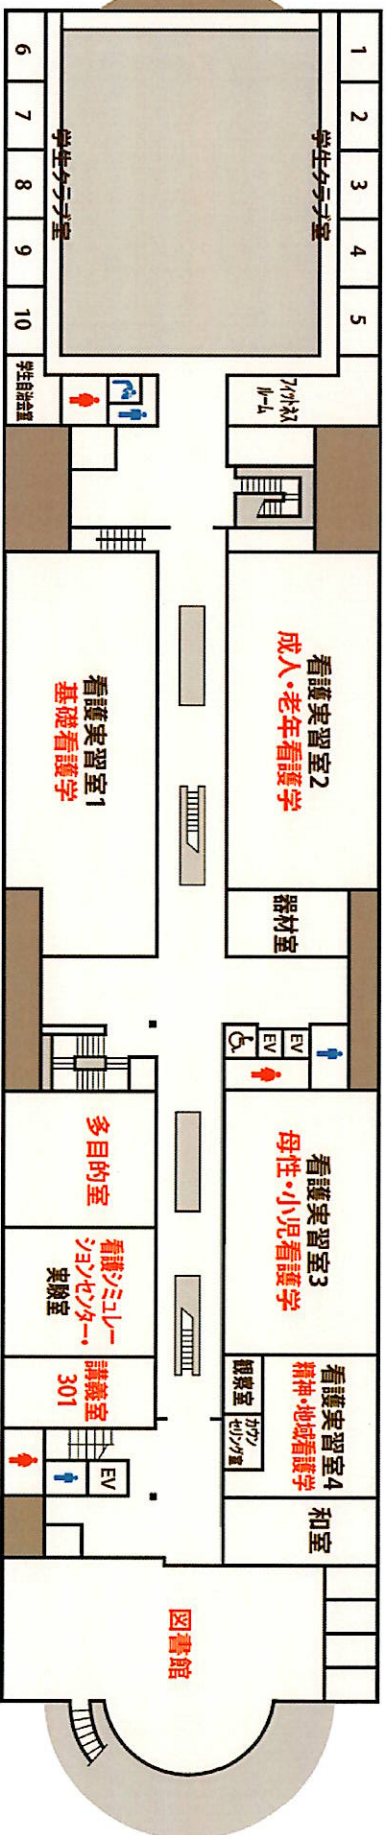 1
2
3
4
5
学生クラブ室
学生クラブ室
6
7
8
9
10
フィットネス
ルーム
学生自治会室
看護実習室2
成人・老年看護学
看護実習室1
基礎看護学
器材室
EV
EV
看護実習室3
母性・小児看護学
多目的室
看護シミュレー
ションセンター・
実験室
講義室
301
観察室
カウン
セリング室
看護実習室4
精神・地域看護学
EV
和室
図書館